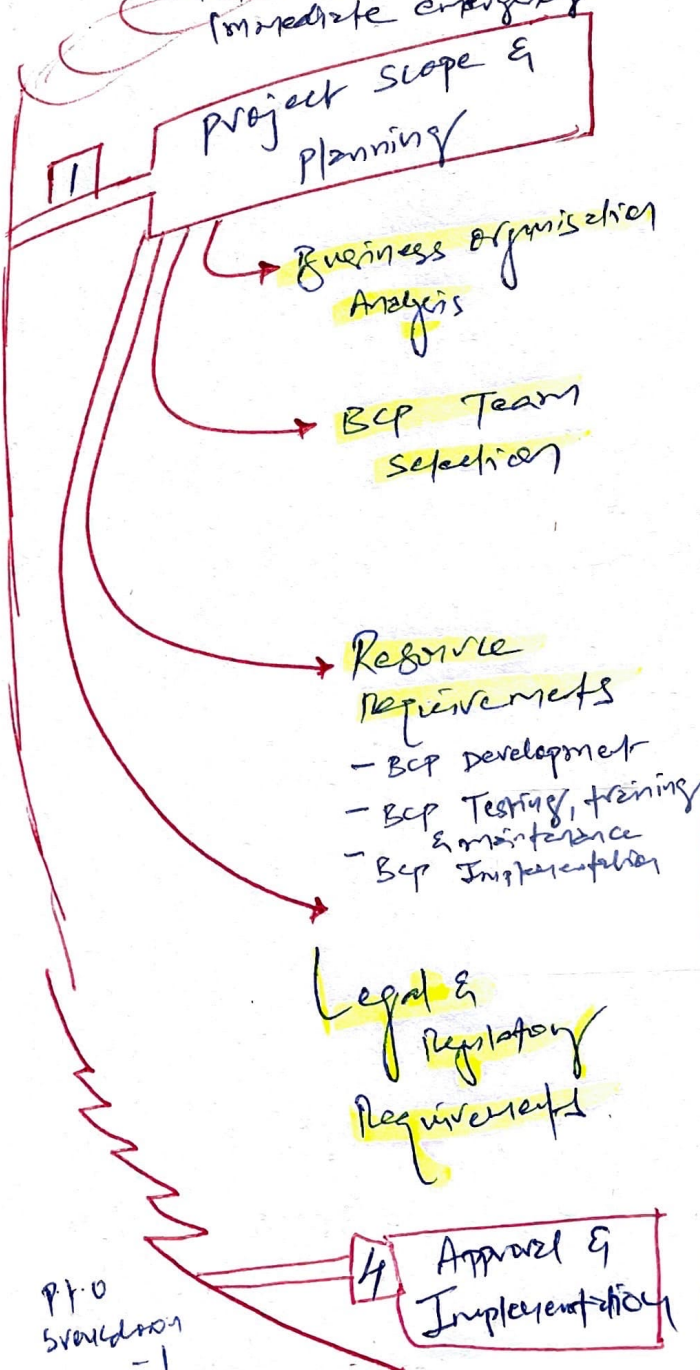 Immediate emergency
Project Scope &
Planning
1
Business Organisation
Analysis
BCP Team
Selection
Resource
Requirements
- BCP Development
- BCP Testing, training
& maintenance
- BCP Implementation
Legal &
Regulatory
Requirements.
4
Approval &
Implementation
P.T.O
- 1